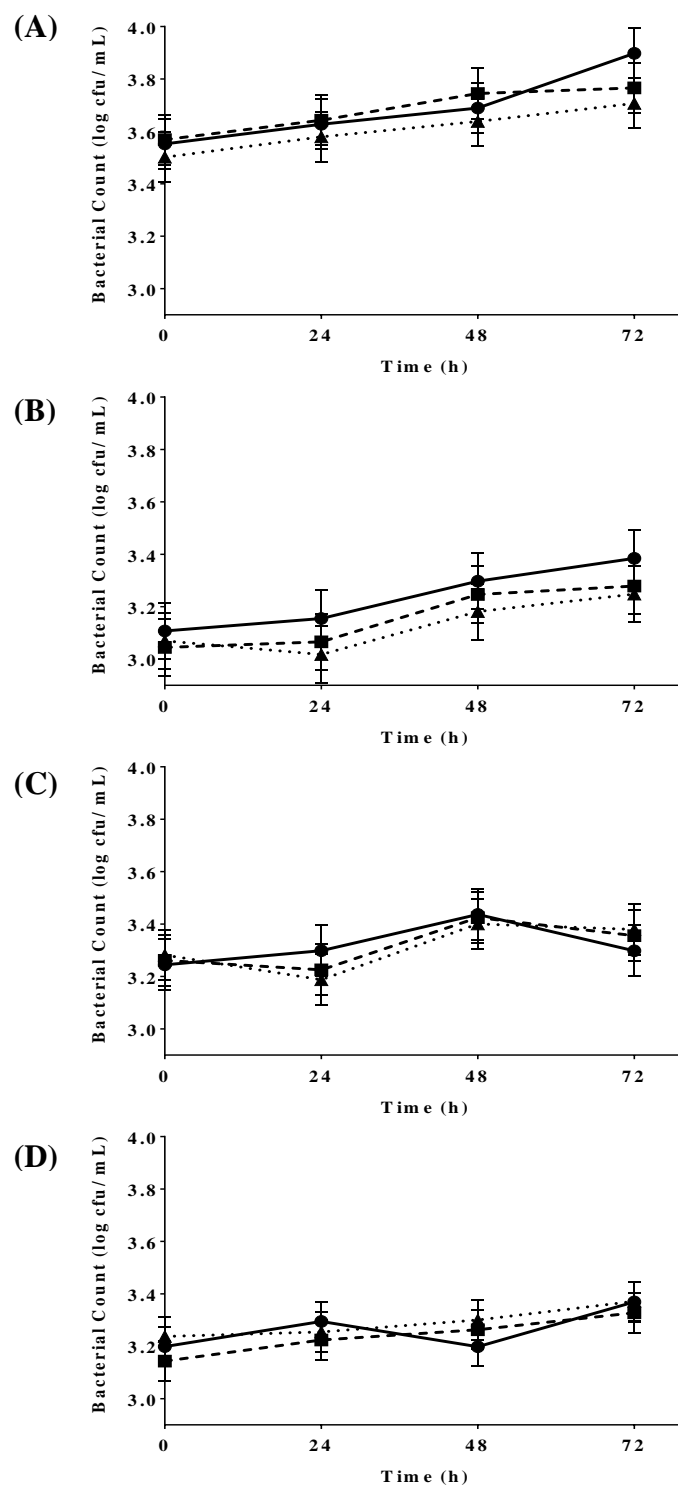 (A)
Bacterial Count (log cfu/ mL)
4.0
3.8
3.6
3.4
3.2
3.0
0 24 48 72
Time (h)
(B)
Bacterial Count (log cfu/ mL)
4.0
3.8
3.6
3.4
3.2
3.0
0 24 48 72
Time (h)
(C)
Bacterial Count (log cfu/ mL)
4.0
3.8
3.6
3.4
3.2
3.0
0 24 48 72
Time (h)
(D)
Bacterial Count (log cfu/ mL)
4.0
3.8
3.6
3.4
3.2
3.0
0 24 48 72
Time (h)